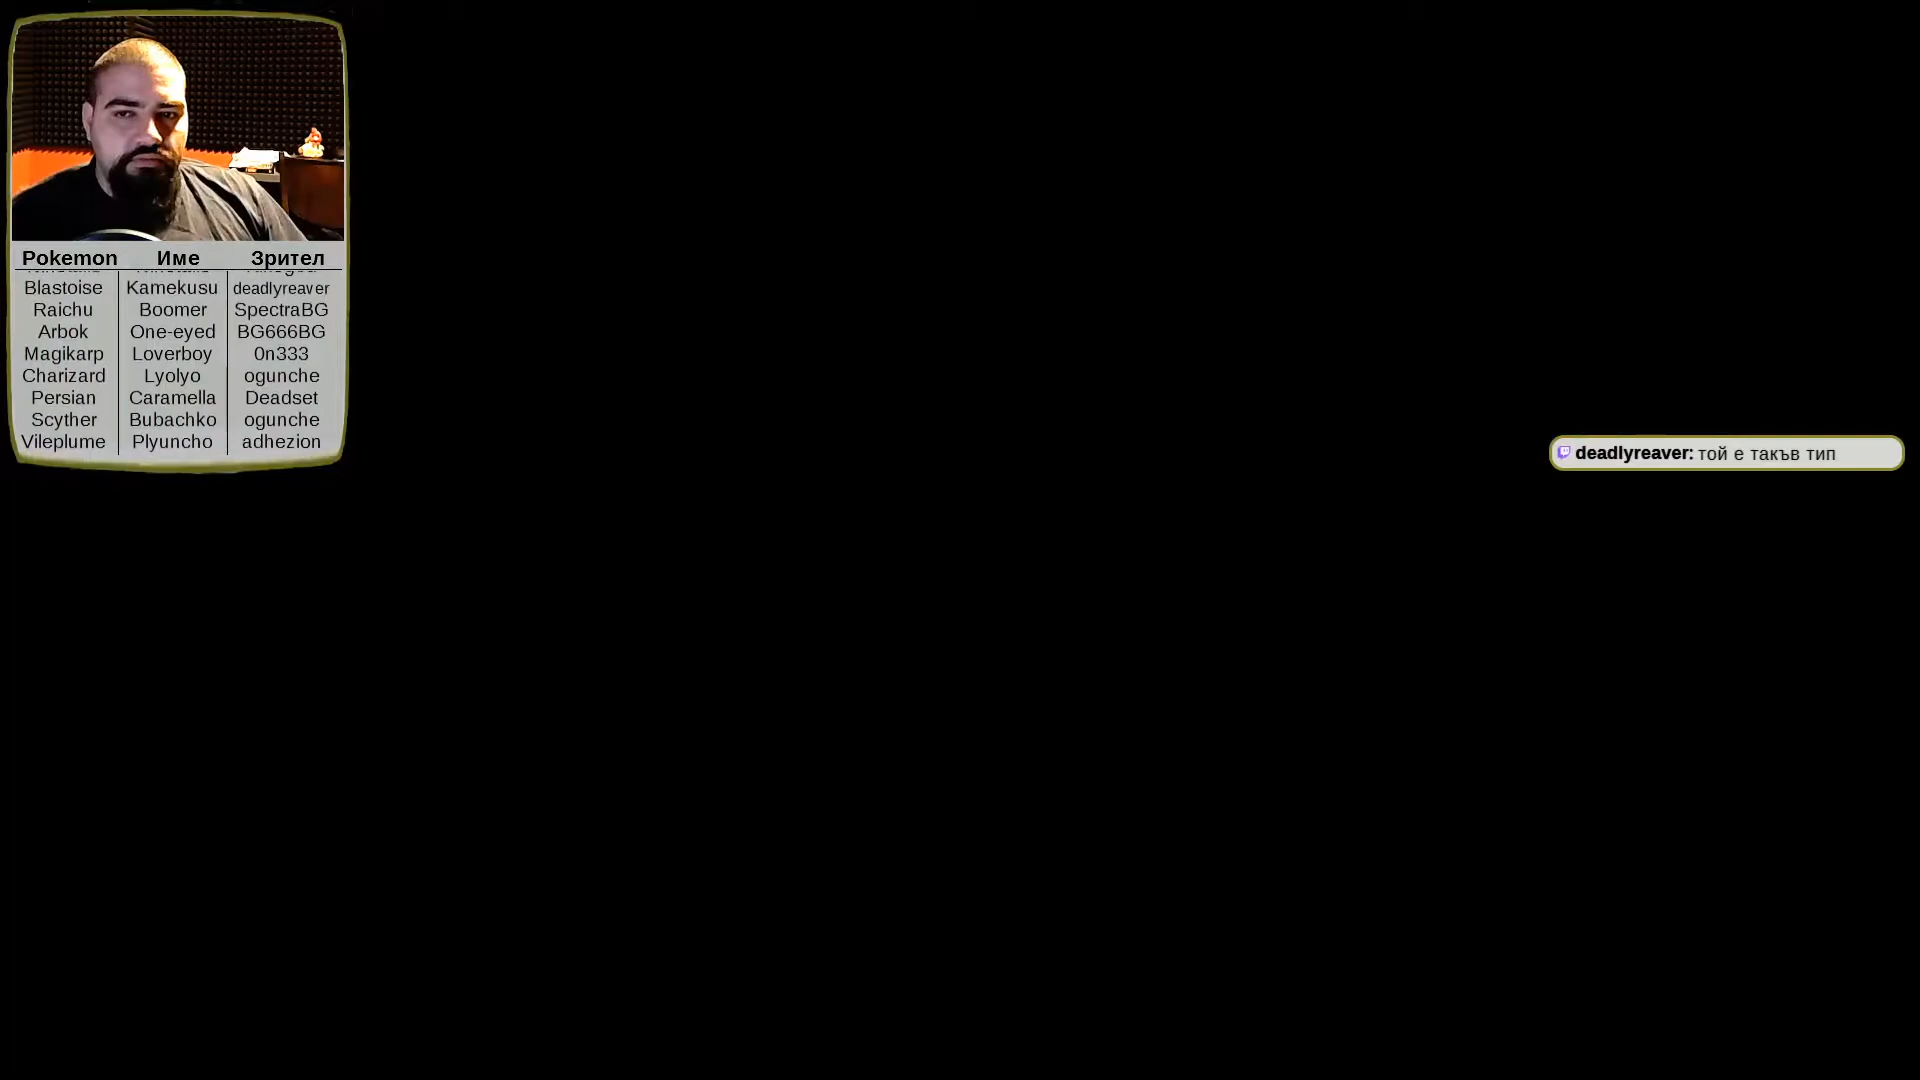 Pokemon Име Зрител
Blastoise Kamekusu deadlyreaver
Raichu Boomer SpectraBG
Arbok One-eyed BG666BG
Magikarp Loverboy 0n333
Charizard Lyolyo ogunche
Persian Caramella Deadset
Scyther Bubachko ogunche
Vileplume Plyuncho adhezion
deadlyreaver: той е такъв тип